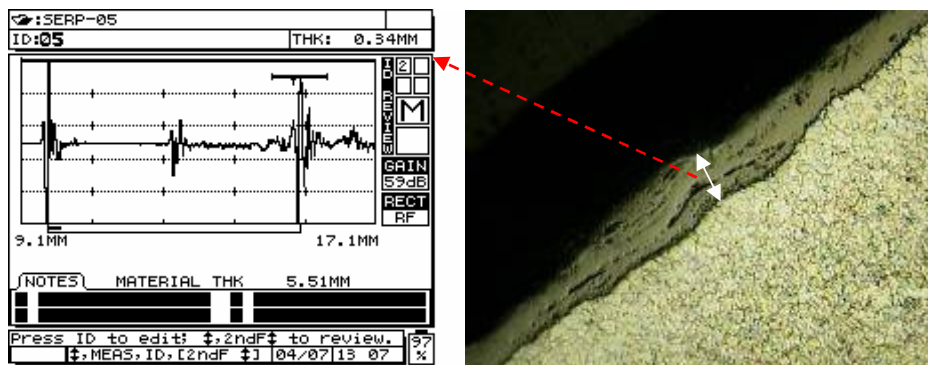 :SERP-05
ID:05 THK: 0.34MM
ID REVIEW
2
M
GAIN
59dB
RECT
RF
9.1MM 17.1MM
NOTES MATERIAL THK 5.51MM
Press ID to edit; ↕,2ndF↕ to review.
↕,MEAS,ID,[2ndF ↕] 04/07 13 07
97
%